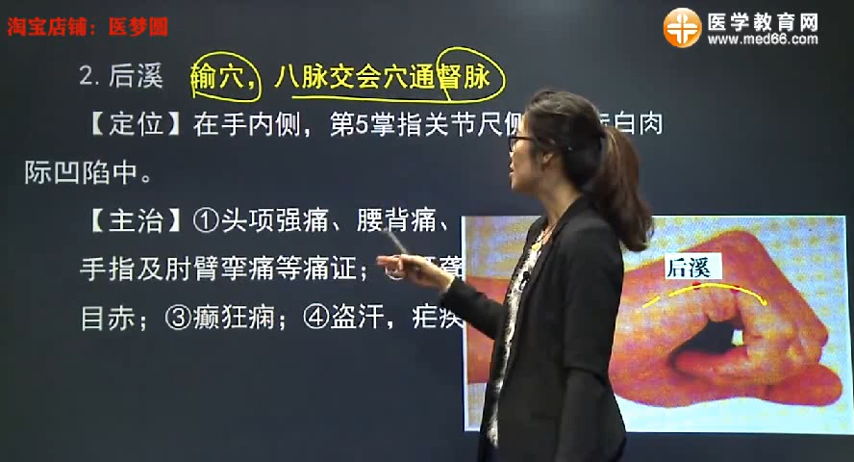 淘宝店铺：医梦圆
医学教育网
www.med66.com
2. 后溪 输穴，八脉交会穴通督脉
【定位】在手内侧，第5掌指关节尺侧 白肉
际凹陷中。
【主治】①头项强痛、腰背痛、
手指及肘臂挛痛等痛证；
目赤；③癫狂痫；④盗汗，疟疾
后溪